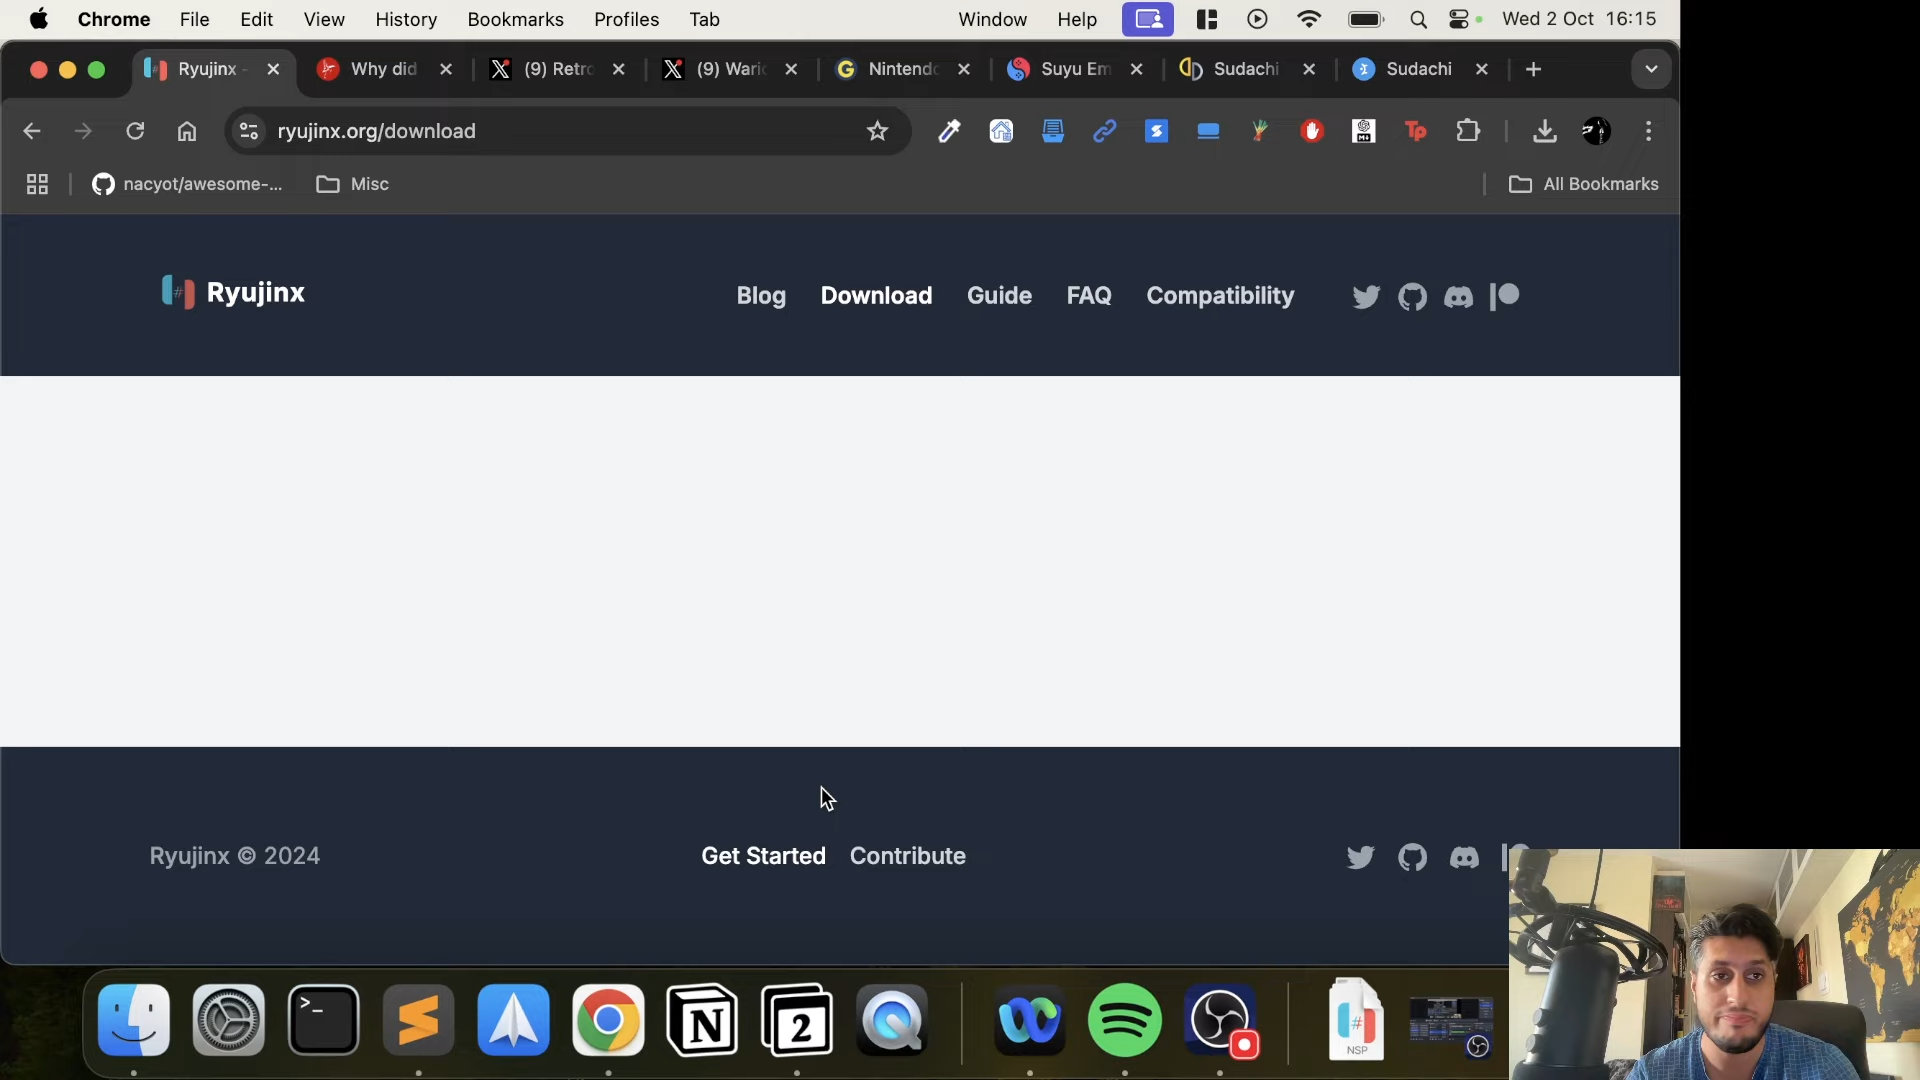 Chrome File Edit View History Bookmarks Profiles Tab Window Help Wed 2 Oct 16:15
Ryujinx - Why did (9) Retro (9) Wario Nintendo Suyu Em Sudachi Sudachi
ryujinx.org/download
nacyot/awesome-... Misc All Bookmarks
Ryujinx Blog Download Guide FAQ Compatibility
Ryujinx © 2024 Get Started Contribute
2
NSP